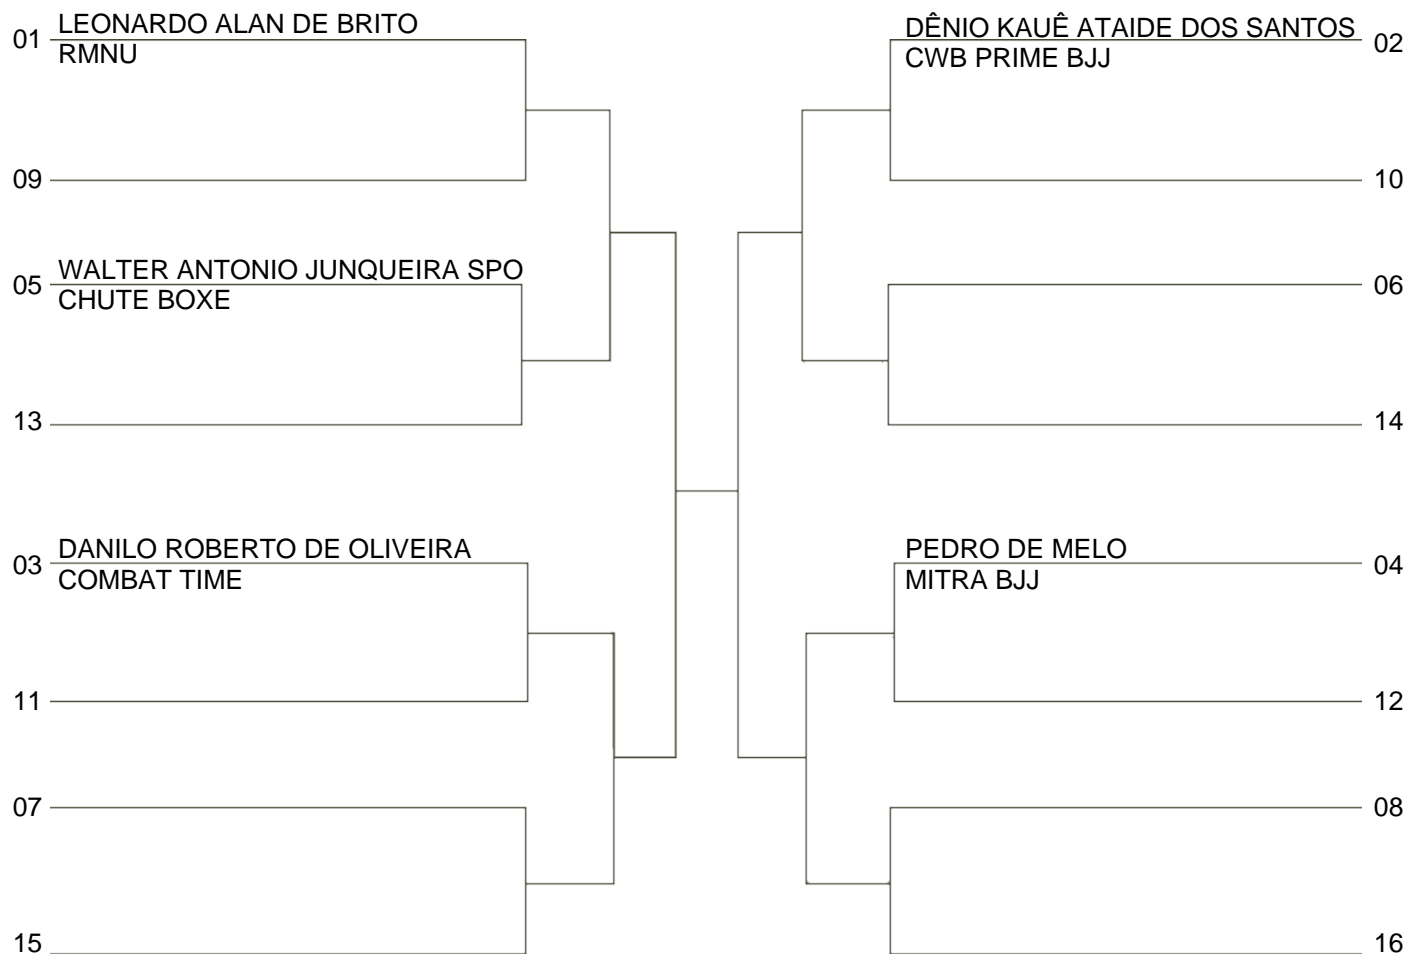 01 LEONARDO ALAN DE BRITO
RMNU
09
05 WALTER ANTONIO JUNQUEIRA SPO
CHUTE BOXE
13
03 DANILO ROBERTO DE OLIVEIRA
COMBAT TIME
11
07
15
DÊNIO KAUÊ ATAIDE DOS SANTOS 02
CWB PRIME BJJ
10
06
14
PEDRO DE MELO 04
MITRA BJJ
12
08
16